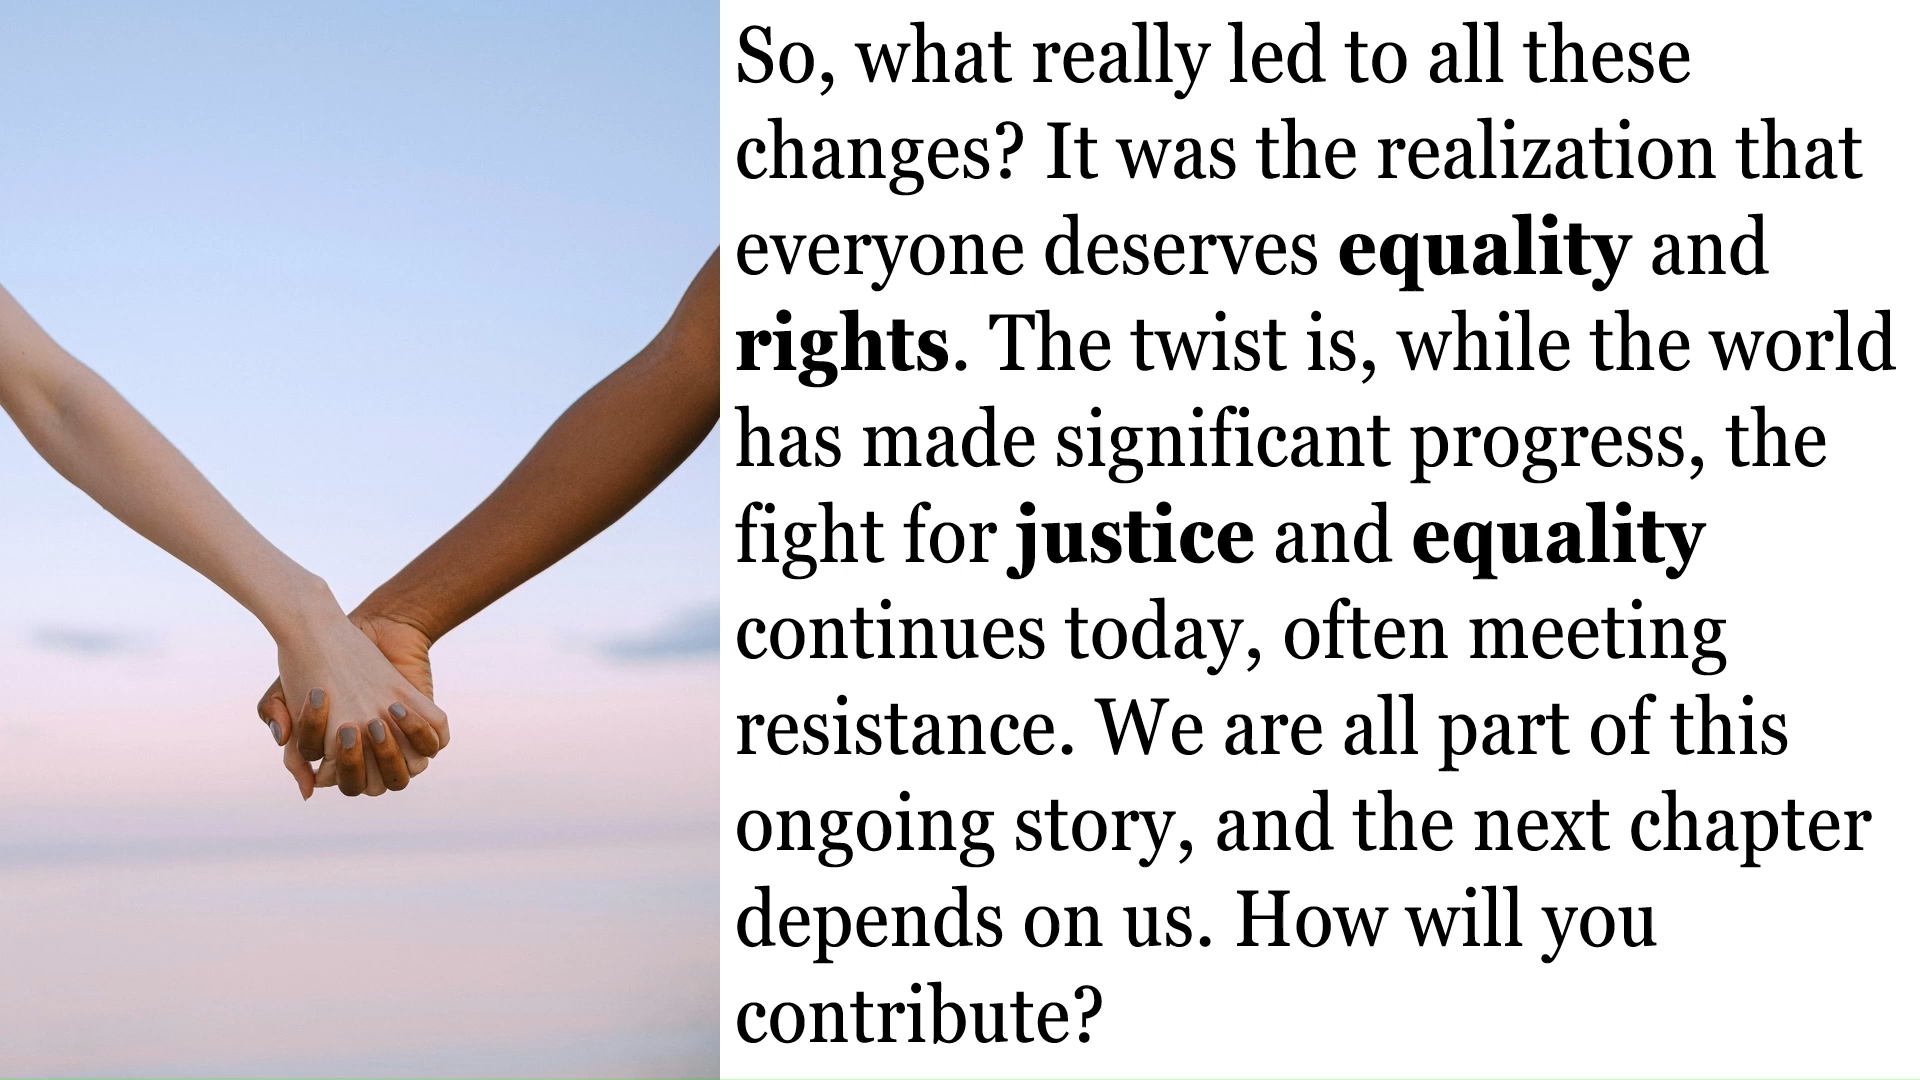 So, what really led to all these
changes? It was the realization that
everyone deserves equality and
rights. The twist is, while the world
has made significant progress, the
fight for justice and equality
continues today, often meeting
resistance. We are all part of this
ongoing story, and the next chapter
depends on us. How will you
contribute?